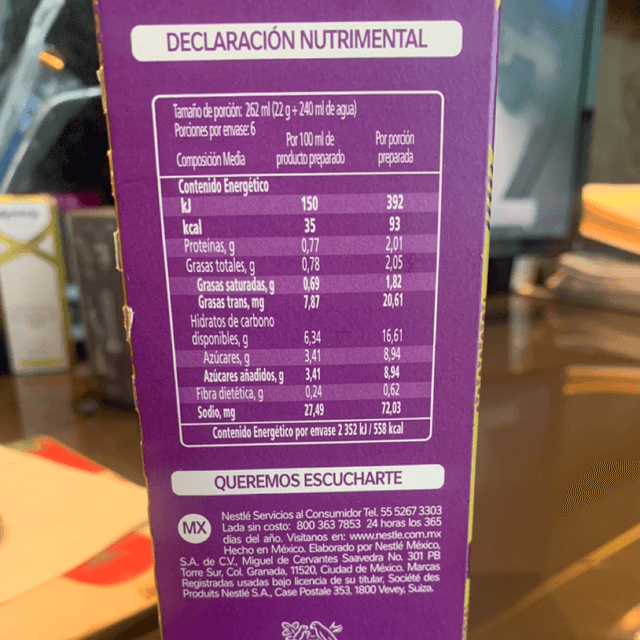 DECLARACIÓN NUTRIMENTAL
Tamaño de porción: 262 ml (22 g + 240 ml de agua)
Porciones por envase: 6
Composición Media Por 100 ml de producto preparado Por porción preparada
Contenido Energético
kJ 150 392
kcal 35 93
Proteínas, g 0,77 2,01
Grasas totales, g 0,78 2,05
Grasas saturadas, g 0,69 1,82
Grasas trans, mg 7,87 20,61
Hidratos de carbono
disponibles, g 6,34 16,61
Azúcares, g 3,41 8,94
Azúcares añadidos, g 3,41 8,94
Fibra dietética, g 0,24 0,62
Sodio, mg 27,49 72,03
Contenido Energético por envase 2 352 kJ / 558 kcal
QUEREMOS ESCUCHARTE
MX
Nestlé Servicios al Consumidor Tel. 55 5267 3303
Lada sin costo: 800 363 7853 24 horas los 365
días del año. Visítanos en: www.nestle.com.mx
Hecho en México. Elaborado por Nestlé México,
S.A. de C.V., Miguel de Cervantes Saavedra No. 301 PB
Torre Sur, Col. Granada, 11520, Ciudad de México. Marcas
Registradas usadas bajo licencia de su titular, Société des
Produits Nestlé S.A., Case Postale 353, 1800 Vevey, Suiza.